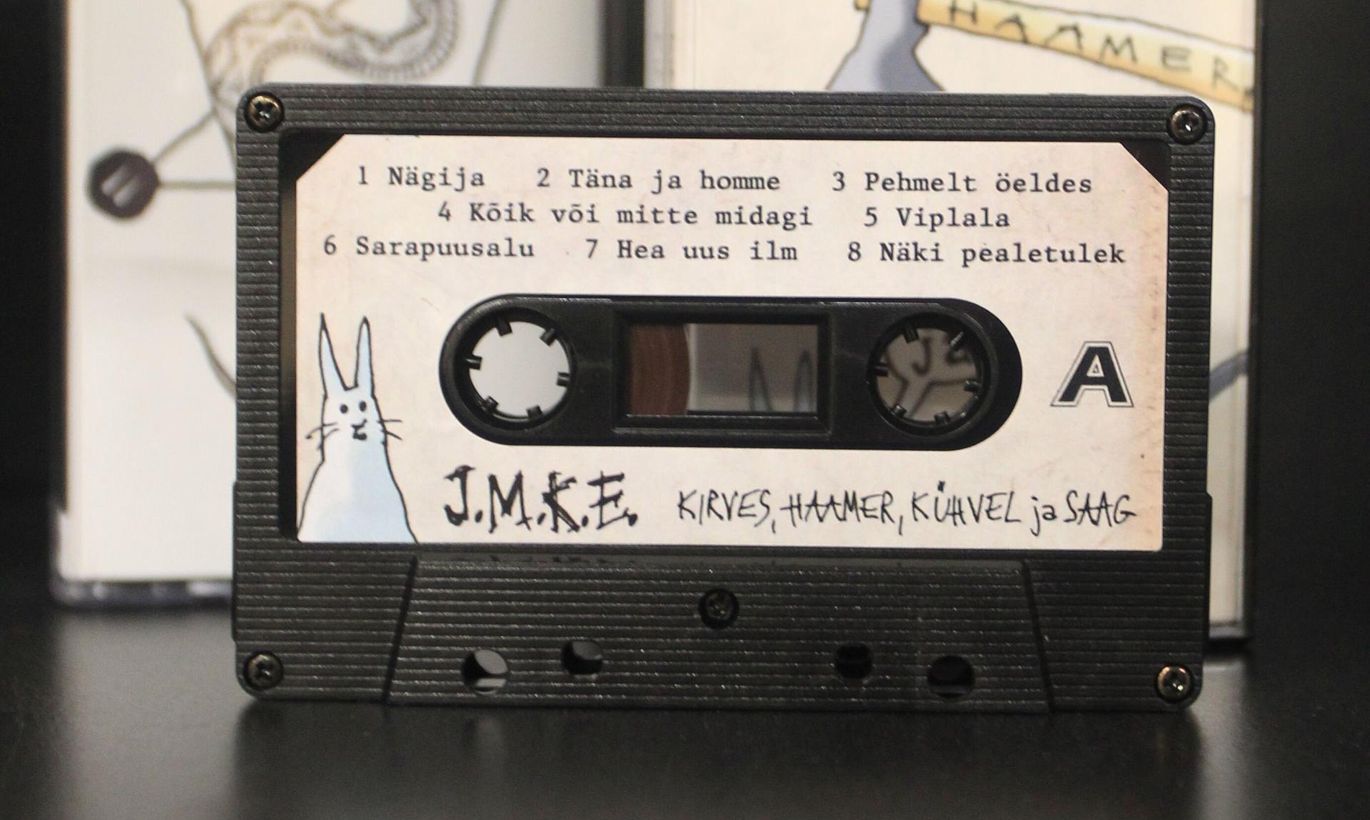 HAAMER
1 Nägija 2 Täna ja homme 3 Pehmelt öeldes
4 Kõik või mitte midagi 5 Viplala
6 Sarapuusalu 7 Hea uus ilm 8 Näki pealetulek
A
J.M.K.E. KIRVES, HAAMER, KÜHVEL ja SAAG